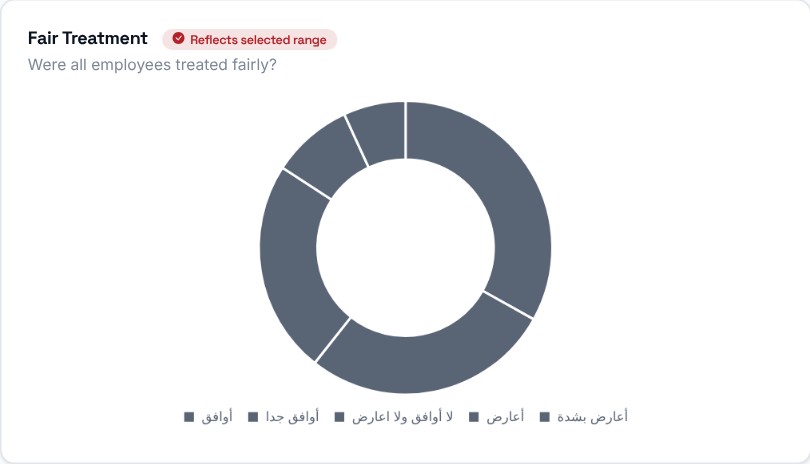 Fair Treatment Reflects selected range
Were all employees treated fairly?
أوافق أوافق جدا لا أوافق ولا اعارض أعارض أعارض بشدة